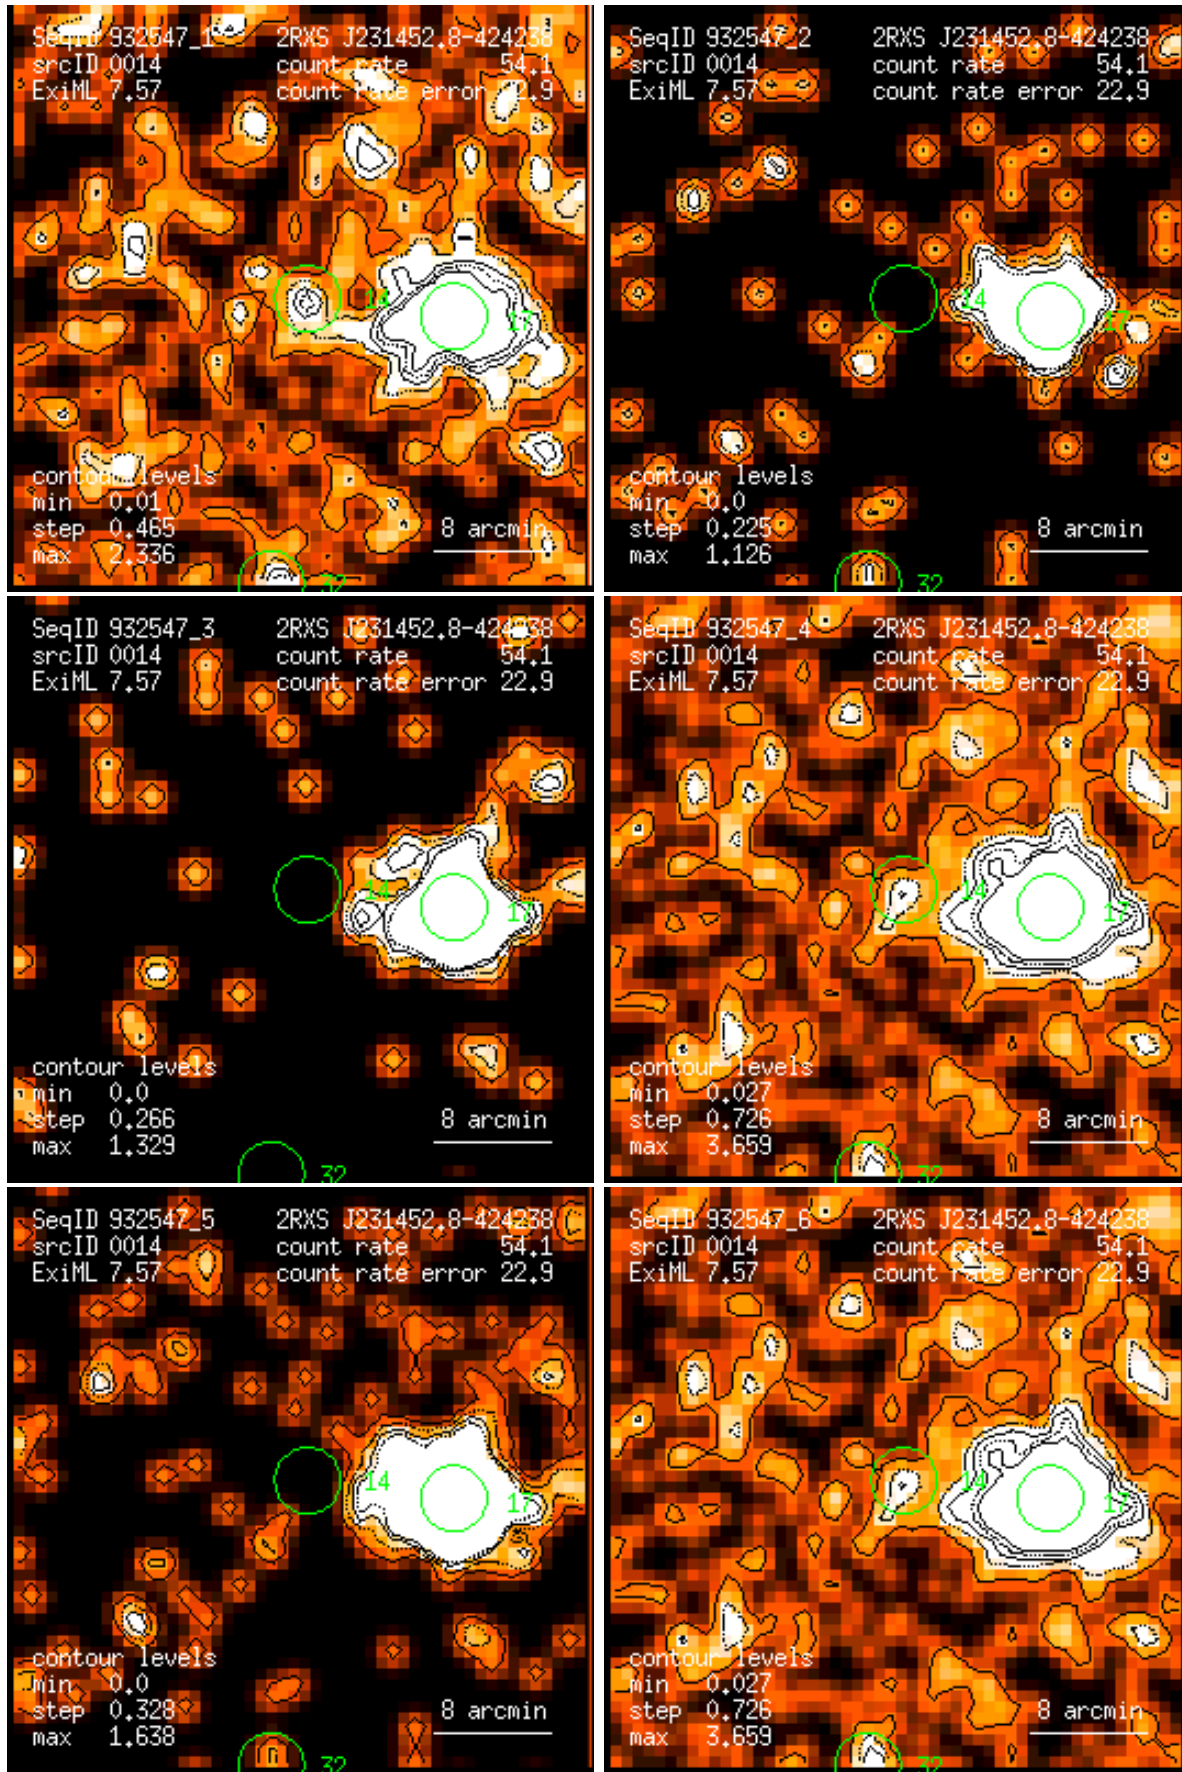 SeqID 932547_1 2RXS J231452.8-424238
srcID 0014 count rate 54.1
ExiML 7.57 count rate error 22.9
14
17
contour levels
min 0.01
step 0.465
max 2.336
8 arcmin
32
SeqID 932547_2 2RXS J231452.8-424238
srcID 0014 count rate 54.1
ExiML 7.57 count rate error 22.9
14
17
contour levels
min 0.0
step 0.225
max 1.126
8 arcmin
32
SeqID 932547_3 2RXS J231452.8-424238
srcID 0014 count rate 54.1
ExiML 7.57 count rate error 22.9
14
17
contour levels
min 0.0
step 0.266
max 1.329
8 arcmin
32
SeqID 932547_4 2RXS J231452.8-424238
srcID 0014 count rate 54.1
ExiML 7.57 count rate error 22.9
14
17
contour levels
min 0.027
step 0.726
max 3.659
8 arcmin
32
SeqID 932547_5 2RXS J231452.8-424238
srcID 0014 count rate 54.1
ExiML 7.57 count rate error 22.9
14
17
contour levels
min 0.0
step 0.328
max 1.638
8 arcmin
32
SeqID 932547_6 2RXS J231452.8-424238
srcID 0014 count rate 54.1
ExiML 7.57 count rate error 22.9
14
17
contour levels
min 0.027
step 0.726
max 3.659
8 arcmin
32